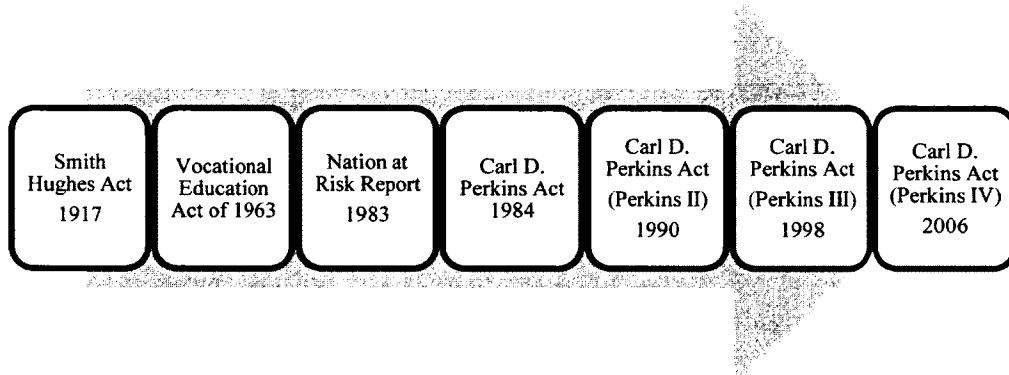 Smith
Hughes Act
1917
Vocational
Education
Act of 1963
Nation at
Risk Report
1983
Carl D.
Perkins Act
1984
Carl D.
Perkins Act
(Perkins II)
1990
Carl D.
Perkins Act
(Perkins III)
1998
Carl D.
Perkins Act
(Perkins IV)
2006